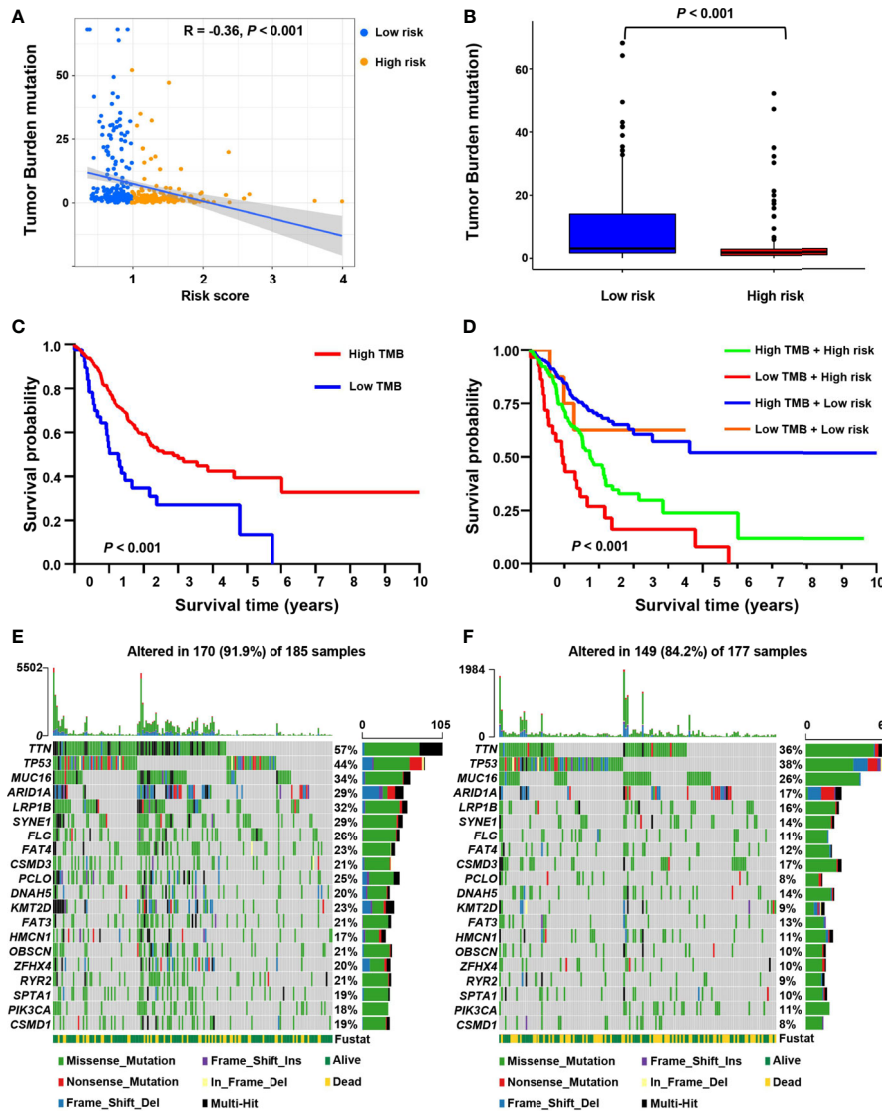 A
R = -0.36, P < 0.001
Low risk
High risk
Tumor Burden mutation
50
25
0
1
2
3
4
Risk score
B
P < 0.001
Tumor Burden mutation)
60
40
20
0
Low risk
High risk
C
High TMB
Low TMB
Survival probability
1.0
0.8
0.6
0.4
0.2
0.0
P < 0.001
0 1 2 3 4 5 6 7 8 9 10
Survival time (years)
D
High TMB + High risk
Low TMB + High risk
High TMB + Low risk
Low TMB + Low risk
Survival probability
1.00
0.75
0.50
0.25
0.00
P < 0.001
0 1 2 3 4 5 6 7 8 9 10
Survival time (years)
E
Altered in 170 (91.9%) of 185 samples
5502
0
0 105
TTN 57%
TP53 44%
MUC16 34%
ARID1A 29%
LRP1B 32%
SYNE1 29%
FLG 26%
FAT4 23%
CSMD3 21%
PCLO 25%
DNAH5 20%
KMT2D 23%
FAT3 21%
HMCN1 17%
OBSCN 21%
ZFHX4 20%
RYR2 21%
SPTA1 19%
PIK3CA 18%
CSMD1 19%
Fustat
Missense_Mutation
Frame_Shift_Ins
Alive
Nonsense_Mutation
In_Frame_Del
Dead
Frame_Shift_Del
Multi-Hit
F
Altered in 149 (84.2%) of 177 samples
1984
0
0 6
TTN 36%
TP53 38%
MUC16 26%
ARID1A 17%
LRP1B 16%
SYNE1 14%
FLG 11%
FAT4 12%
CSMD3 17%
PCLO 8%
DNAH5 14%
KMT2D 9%
FAT3 13%
HMCN1 11%
OBSCN 10%
ZFHX4 10%
RYR2 9%
SPTA1 10%
PIK3CA 11%
CSMD1 8%
Fustat
Missense_Mutation
Frame_Shift_Ins
Alive
Nonsense_Mutation
In_Frame_Del
Dead
Frame_Shift_Del
Multi-Hit